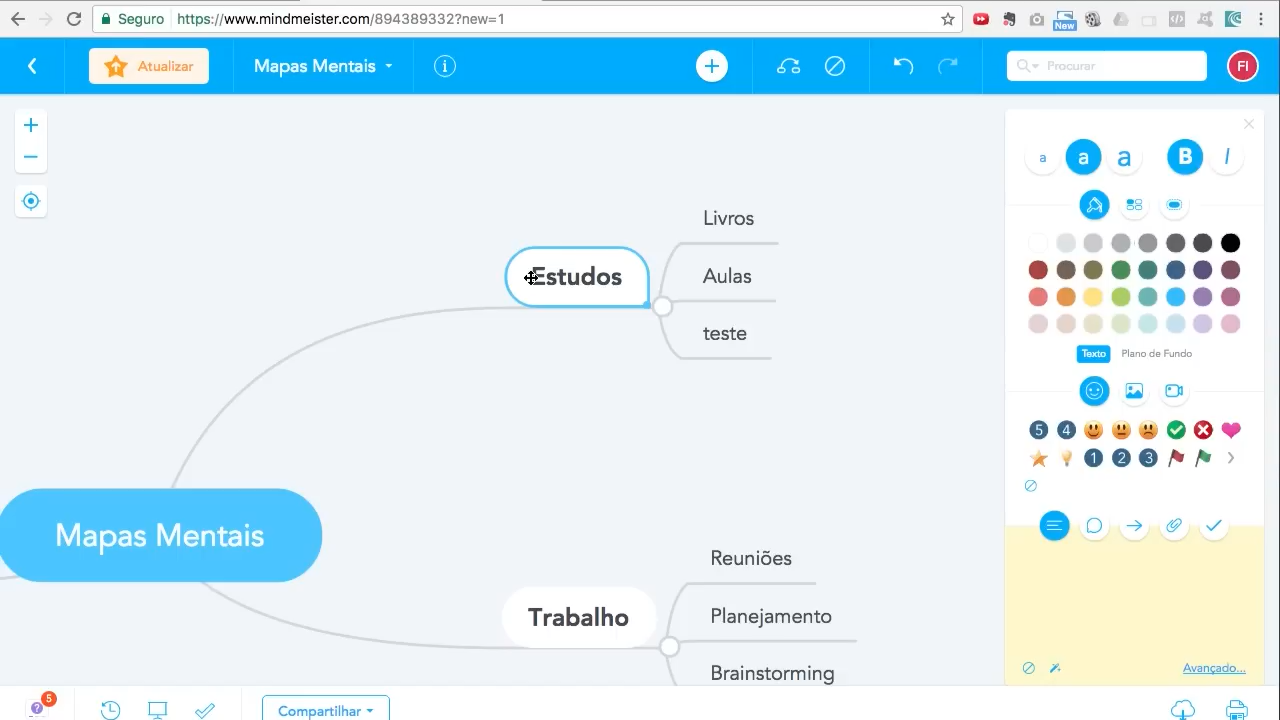 Seguro https://www.mindmeister.com/894389332?new=1
New
Atualizar
Mapas Mentais
Procurar
FI
a a a B I
Livros
Estudos
Aulas
teste
Texto Plano de Fundo
5 4
1 2 3
Mapas Mentais
Reuniões
Trabalho
Planejamento
Brainstorming
Avançado...
5
Compartilhar